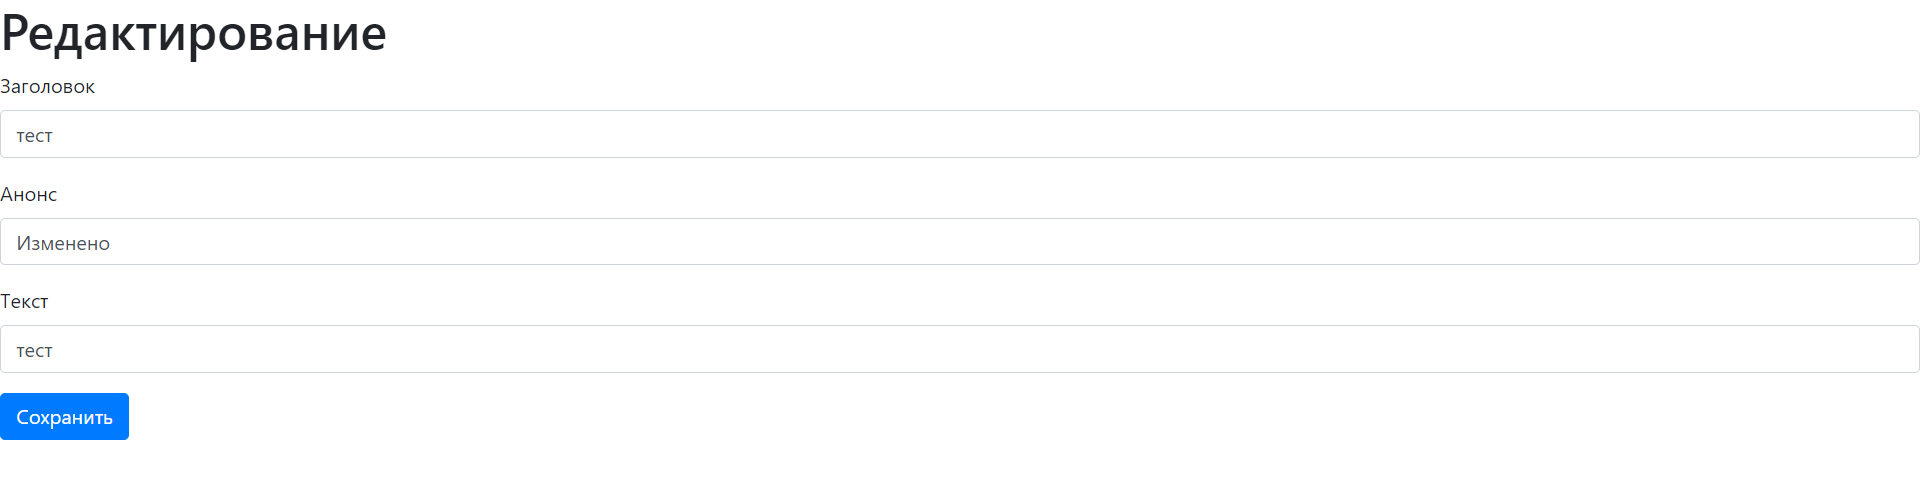 Редактирование
Заголовок
тест
Анонс
Изменено
Текст
тест
Сохранить